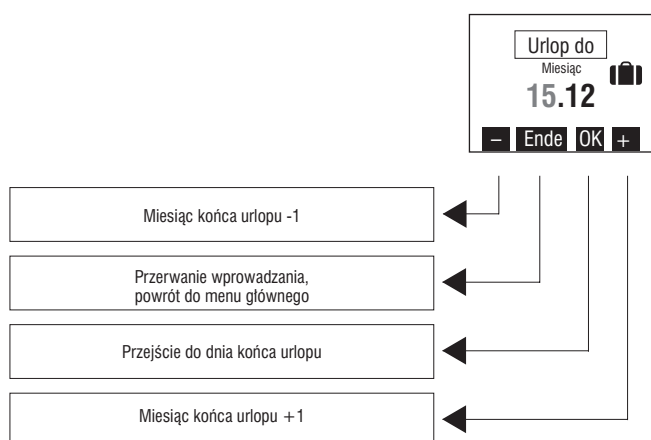 Urlop do
Miesiąc
15.12
– Ende OK +
Miesiąc końca urlopu -1
Przerwanie wprowadzania,
powrót do menu głównego
Przejście do dnia końca urlopu
Miesiąc końca urlopu +1